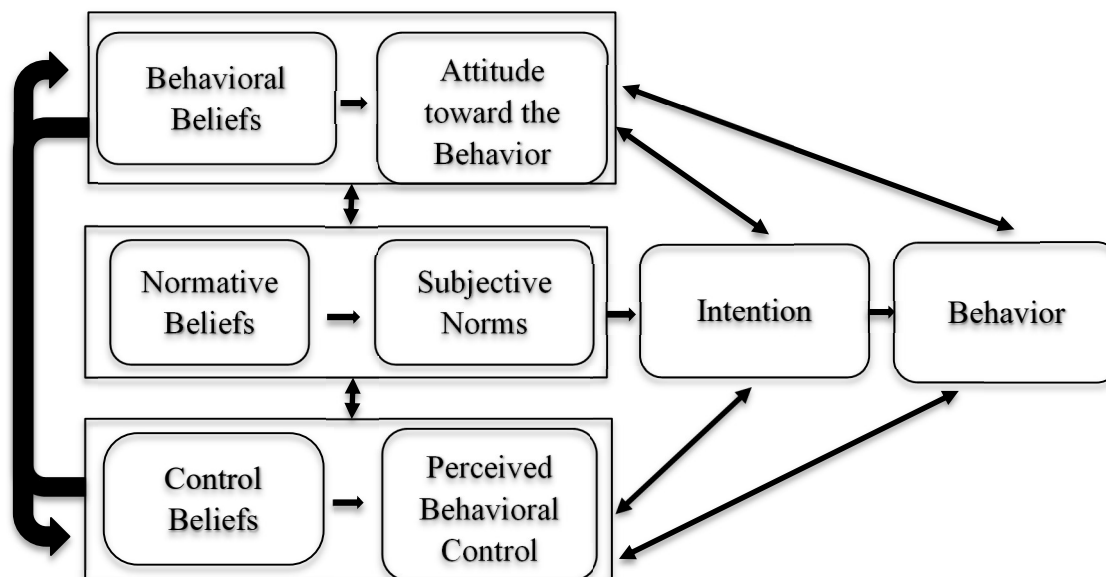 Behavioral
Beliefs
Attitude
toward the
Behavior
Normative
Beliefs
Subjective
Norms
Intention
Behavior
Control
Beliefs
Perceived
Behavioral
Control